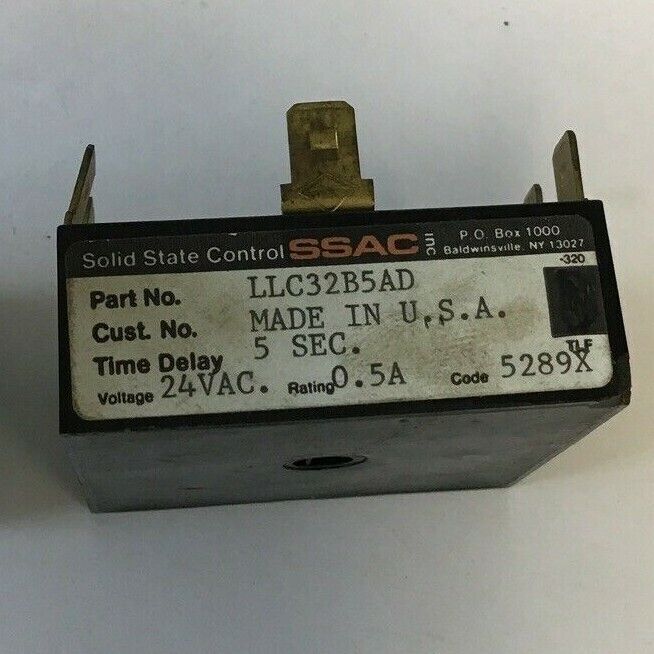 Solid State Control SSAC INC P.O. Box 1000
Baldwinsville, NY 13027
-320
Part No. LLC32B5AD
Cust. No. MADE IN U.S.A.
Time Delay 5 SEC.
TLF
Voltage 24VAC. Rating 0.5A Code 5289X